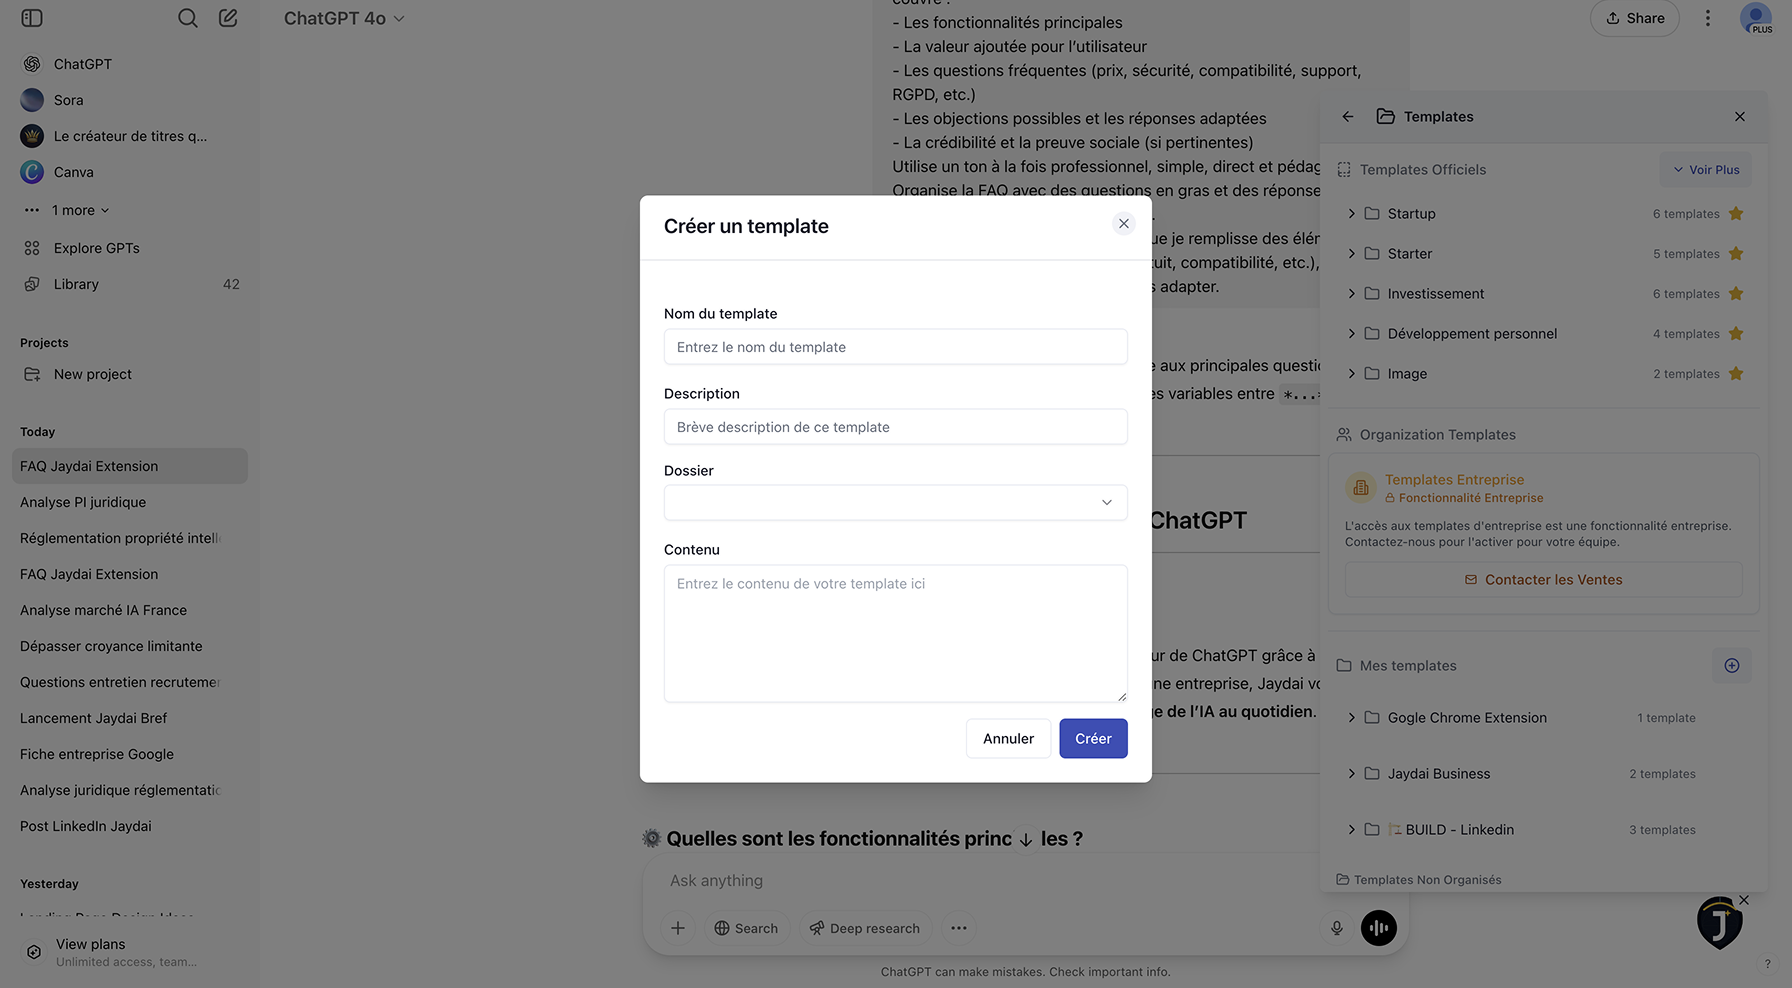 ChatGPT
Sora
Le créateur de titres q...
Canva
1 more
Explore GPTs
Library 42
Projects
New project
Today
FAQ Jaydai Extension
Analyse PI juridique
Réglementation propriété intell
FAQ Jaydai Extension
Analyse marché IA France
Dépasser croyance limitante
Questions entretien recrutemen
Lancement Jaydai Bref
Fiche entreprise Google
Analyse juridique réglementatio
Post LinkedIn Jaydai
Yesterday
View plans
Unlimited access, team...
ChatGPT 4o
Share
PLUS
couvre :
- Les fonctionnalités principales
- La valeur ajoutée pour l’utilisateur
- Les questions fréquentes (prix, sécurité, compatibilité, support,
RGPD, etc.)
- Les objections possibles et les réponses adaptées
- La crédibilité et la preuve sociale (si pertinentes)
Utilise un ton à la fois professionnel, simple, direct et pédag
Organise la FAQ avec des questions en gras et des réponse
ue je remplisse des élém
uit, compatibilité, etc.),
s adapter.
e aux principales questio
es variables entre *...*
ChatGPT
ur de ChatGPT grâce à
ne entreprise, Jaydai vo
e de l’IA au quotidien.
Quelles sont les fonctionnalités princ les ?
Ask anything
Search
Deep research
ChatGPT can make mistakes. Check important info.
Créer un template
Nom du template
Entrez le nom du template
Description
Brève description de ce template
Dossier
Contenu
Entrez le contenu de votre template ici
Annuler
Créer
Templates
Templates Officiels
Voir Plus
Startup 6 templates
Starter 5 templates
Investissement 6 templates
Développement personnel 4 templates
Image 2 templates
Organization Templates
Templates Entreprise
Fonctionnalité Entreprise
L'accès aux templates d'entreprise est une fonctionnalité entreprise.
Contactez-nous pour l'activer pour votre équipe.
Contacter les Ventes
Mes templates
Gogle Chrome Extension 1 template
Jaydai Business 2 templates
BUILD - Linkedin 3 templates
Templates Non Organisés
J
?